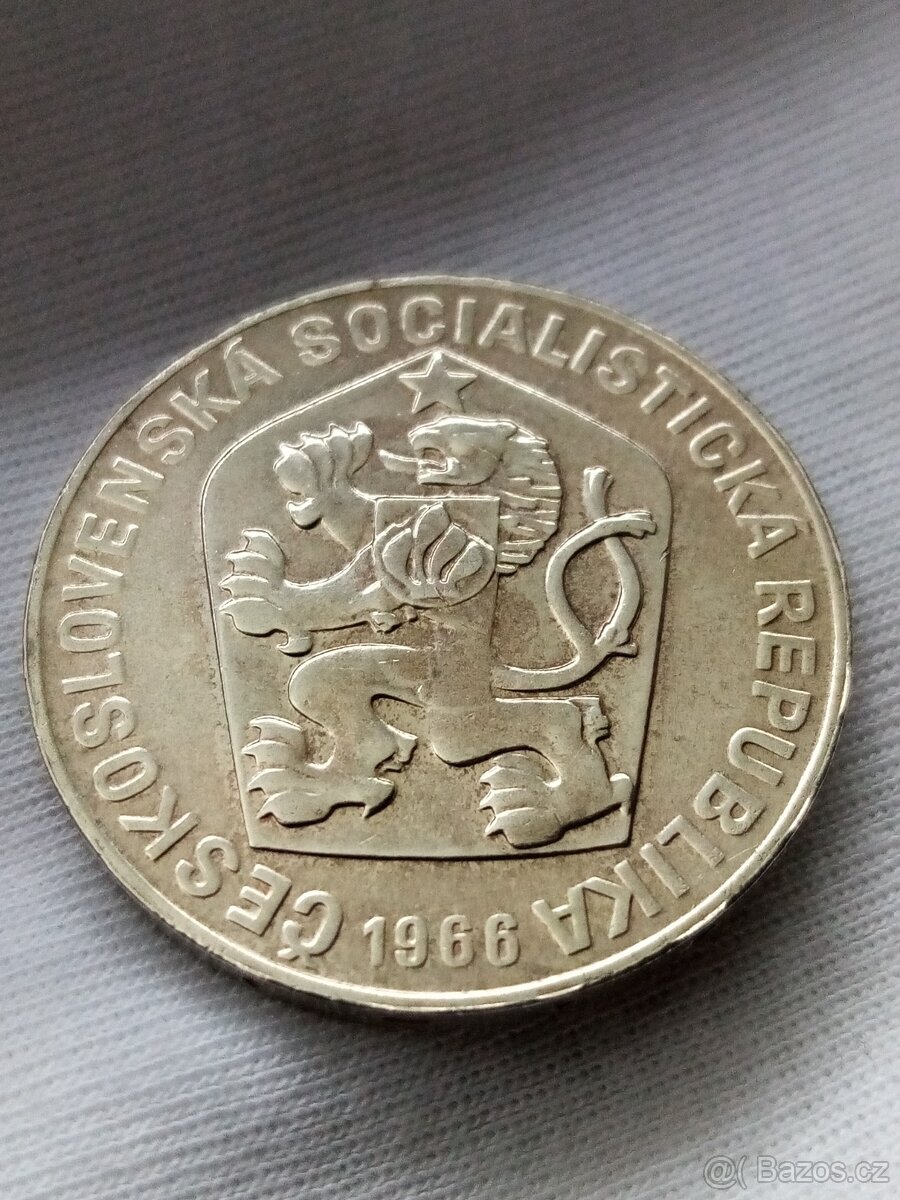 ČESKOSLOVENSKÁ SOCIALISTICKÁ REPUBLIKA
1966
@( Bazos.cz